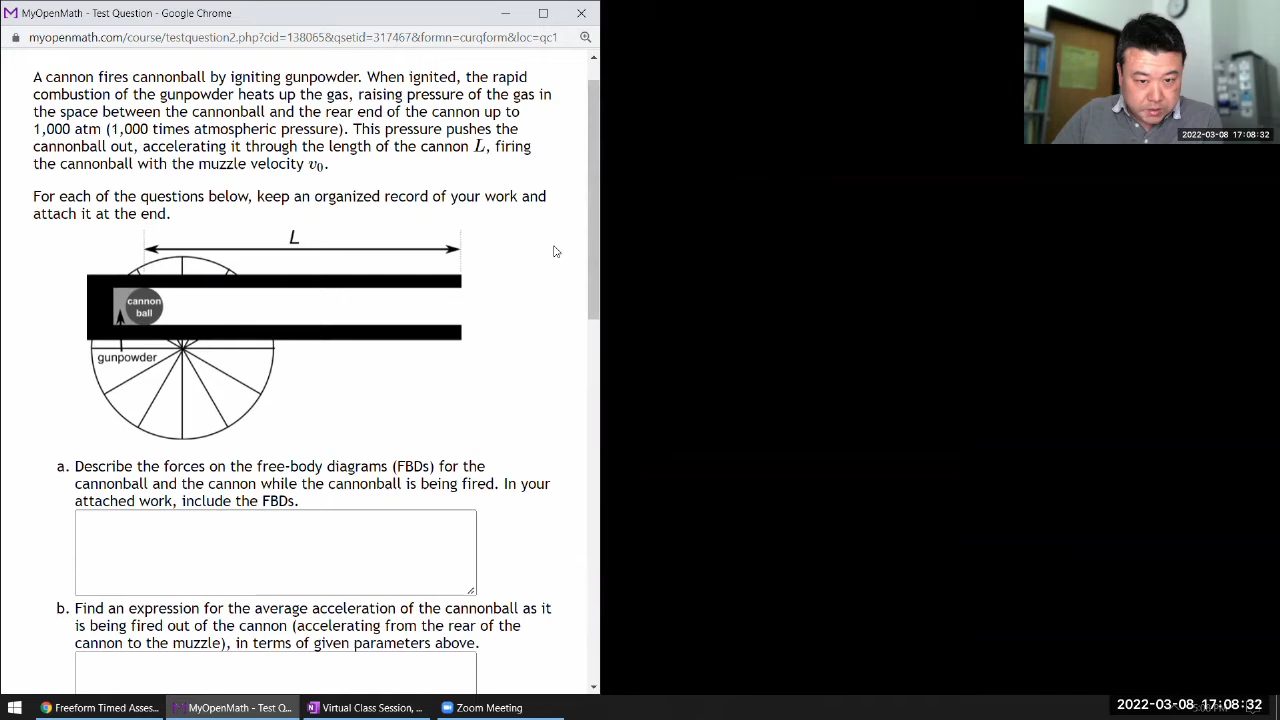 MyOpenMath - Test Question - Google Chrome
myopenmath.com/course/testquestion2.php?cid=138065&qsetid=317467&formn=curqform&loc=qc1
A cannon fires cannonball by igniting gunpowder. When ignited, the rapid
combustion of the gunpowder heats up the gas, raising pressure of the gas in
the space between the cannonball and the rear end of the cannon up to
1,000 atm (1,000 times atmospheric pressure). This pressure pushes the
cannonball out, accelerating it through the length of the cannon L, firing
the cannonball with the muzzle velocity v₀.
For each of the questions below, keep an organized record of your work and
attach it at the end.
L
cannon
ball
gunpowder
a. Describe the forces on the free-body diagrams (FBDs) for the
cannonball and the cannon while the cannonball is being fired. In your
attached work, include the FBDs.
b. Find an expression for the average acceleration of the cannonball as it
is being fired out of the cannon (accelerating from the rear of the
cannon to the muzzle), in terms of given parameters above.
2022-03-08 17:08:32
Freeform Timed Asses...
MyOpenMath - Test Q...
Virtual Class Session, ...
Zoom Meeting
2022-03-08 17:08:32